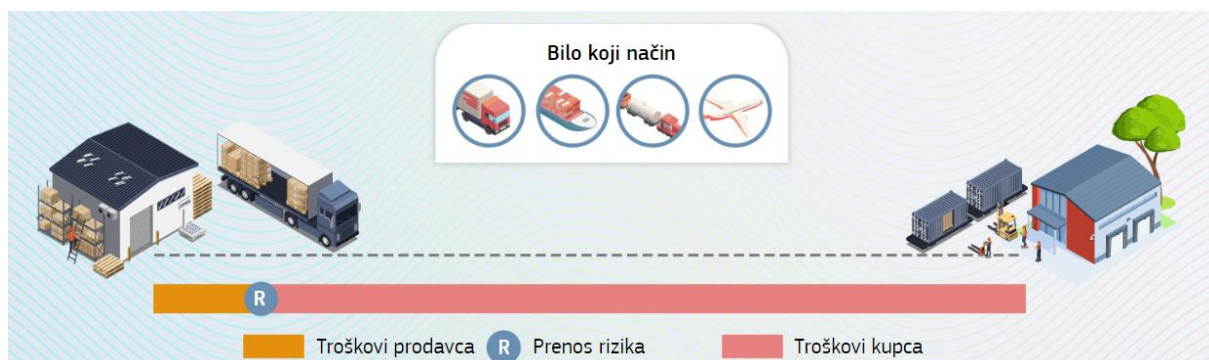 Bilo koji način
R
Troškovi prodavca R Prenos rizika Troškovi kupca